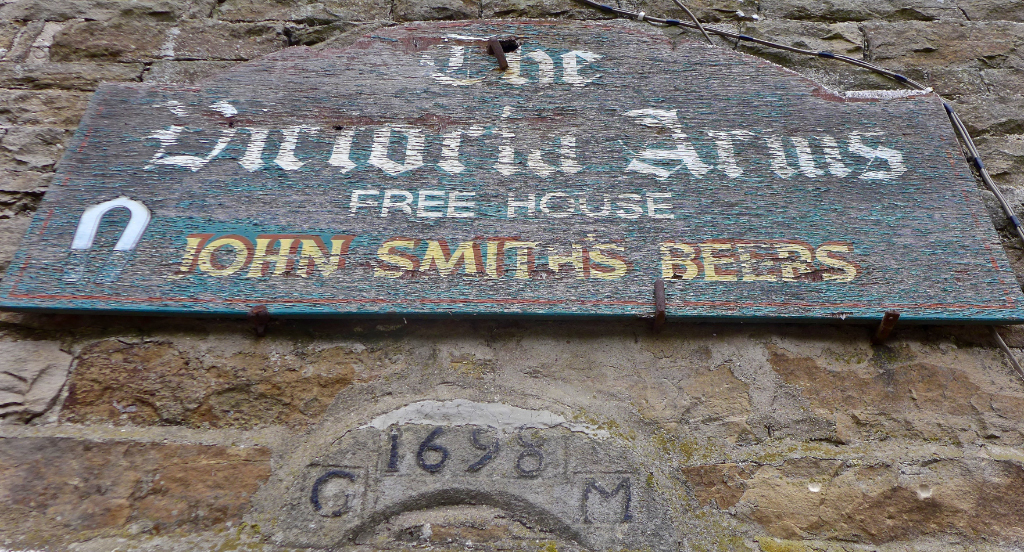 The
Victoria Arms
FREE HOUSE
JOHN SMITH'S BEERS
1698
G M